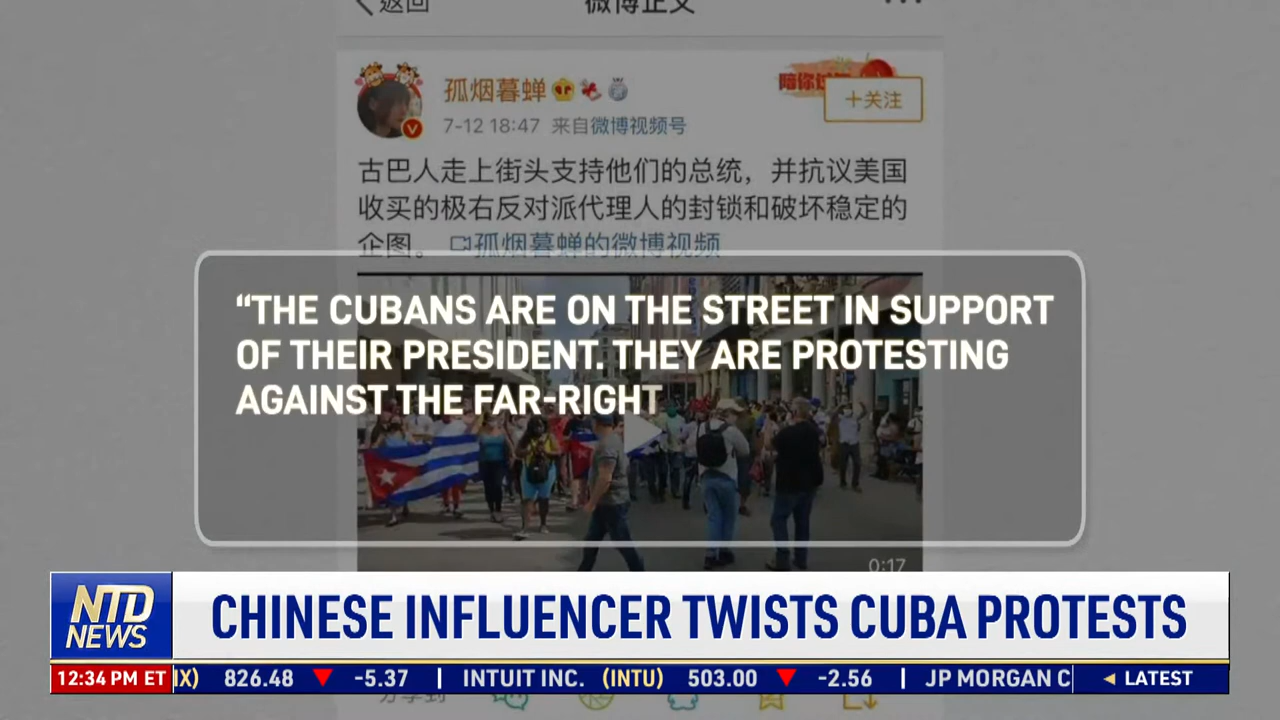 返回
微博正文
孤烟暮蝉
7-12 18:47 来自微博视频号
+关注
古巴人走上街头支持他们的总统，并抗议美国
收买的极右反对派代理人的封锁和破坏稳定的
企图。 孤烟暮蝉的微博视频
“THE CUBANS ARE ON THE STREET IN SUPPORT
OF THEIR PRESIDENT. THEY ARE PROTESTING
AGAINST THE FAR-RIGHT
0:17
NTD
NEWS
CHINESE INFLUENCER TWISTS CUBA PROTESTS
12:34 PM ET IX) 826.48 ▼ -5.37 | INTUIT INC. (INTU) 503.00 ▼ -2.56 | JP MORGAN C ◄ LATEST
分享到